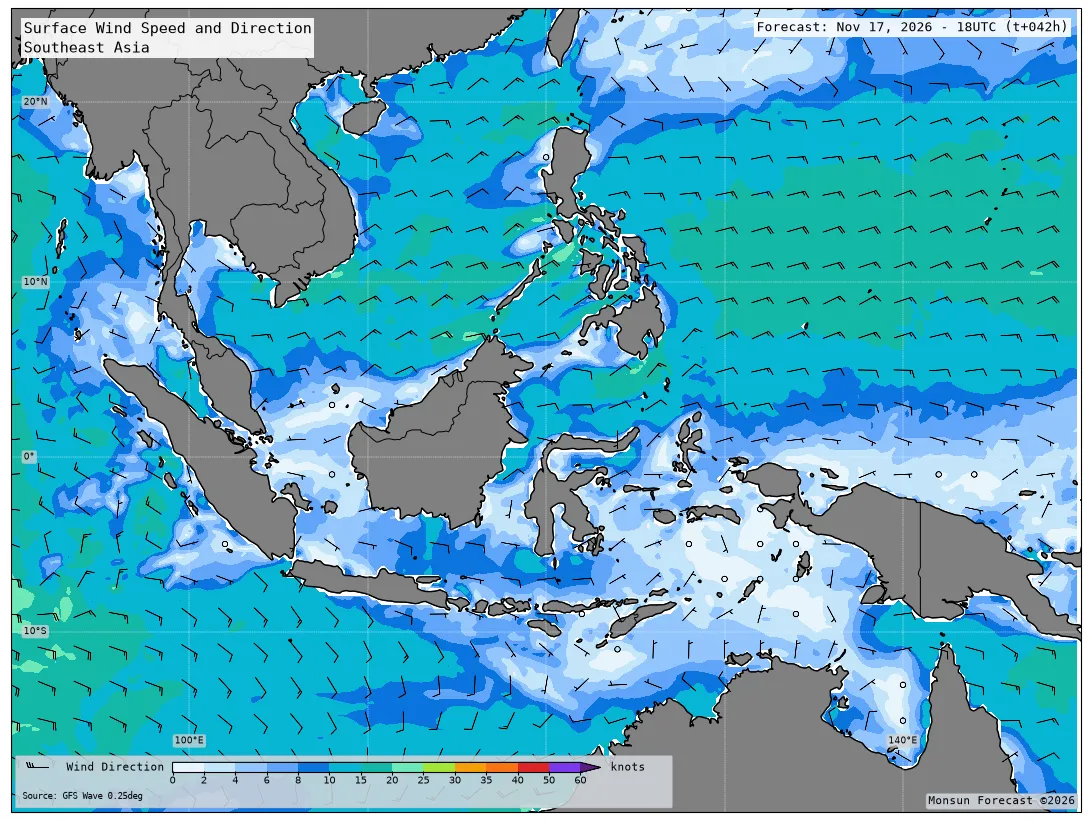 Surface Wind Speed and Direction
Southeast Asia
Forecast: Nov 17, 2026 - 18UTC (t+042h)
20°N
10°N
0°
10°S
100°E
140°E
Wind Direction
knots
0 2 4 6 8 10 15 20 25 30 35 40 50 60
Source: GFS Wave 0.25deg
Monsun Forecast ©2026